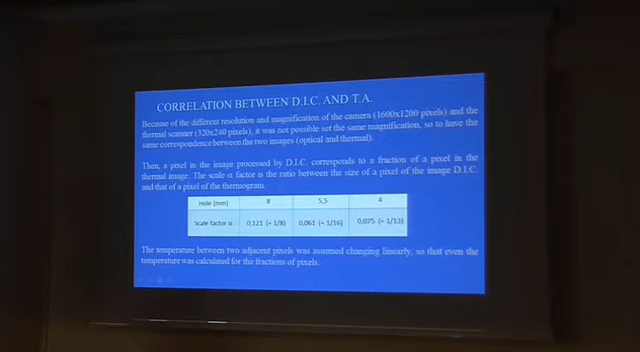 CORRELATION BETWEEN D.I.C. AND T.A.
Because of the different resolution and magnification of the camera (1600x1200 pixels) and the
thermal scanner (320x240 pixels), it was not possible set the same magnification, so to have the
same correspondence between the two images (optical and thermal).
Then, a pixel in the image processed by D.I.C. corresponds to a fraction of a pixel in the
thermal image. The scale α factor is the ratio between the size of a pixel of the image D.I.C.
and that of a pixel of the thermogram.
Hole [mm] 8 5,5 4
Scale factor α 0,121 (÷ 1/8) 0,061 (÷ 1/16) 0,075 (÷ 1/13)
The temperature between two adjacent pixels was assumed changing linearly, so that even the
temperature was calculated for the fractions of pixels.